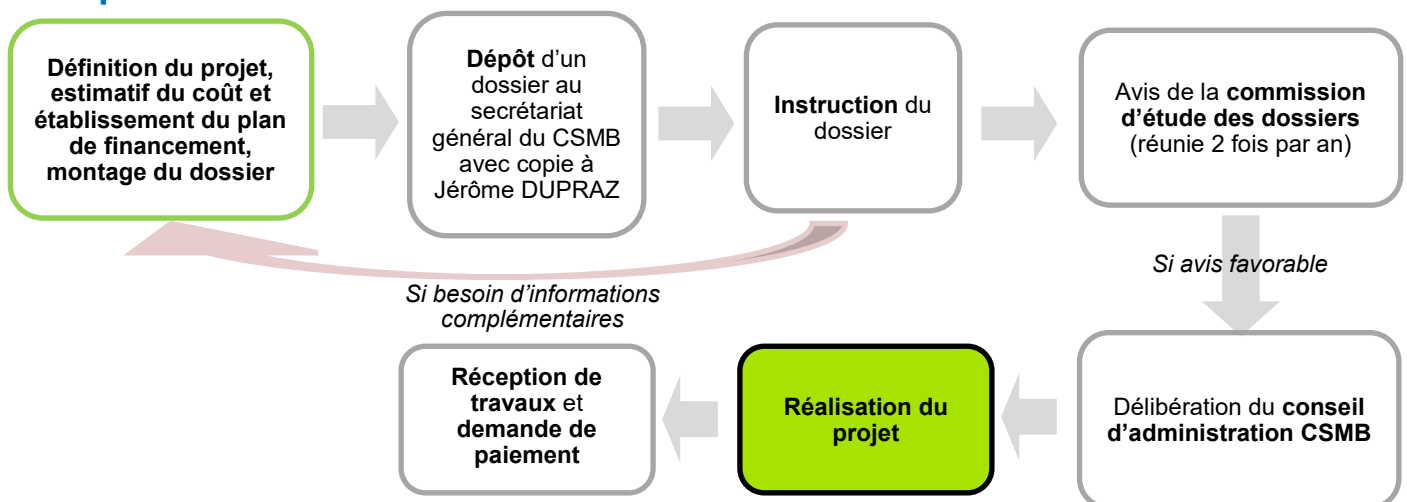 Définition du projet,
estimatif du coût et
établissement du plan
de financement,
montage du dossier
Dépôt d'un
dossier au
secrétariat
général du CSMB
avec copie à
Jérôme DUPRAZ
Instruction du
dossier
Avis de la commission
d'étude des dossiers
(réunie 2 fois par an)
Si avis favorable
Si besoin d'informations
complémentaires
Délibération du conseil
d'administration CSMB
Réalisation du
projet
Réception de
travaux et
demande de
paiement